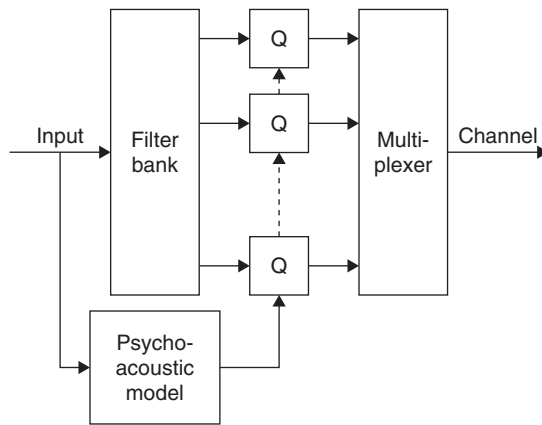 Q
Input
Filter
bank
Q
Multi-
plexer
Channel
Q
Psycho-
acoustic
model